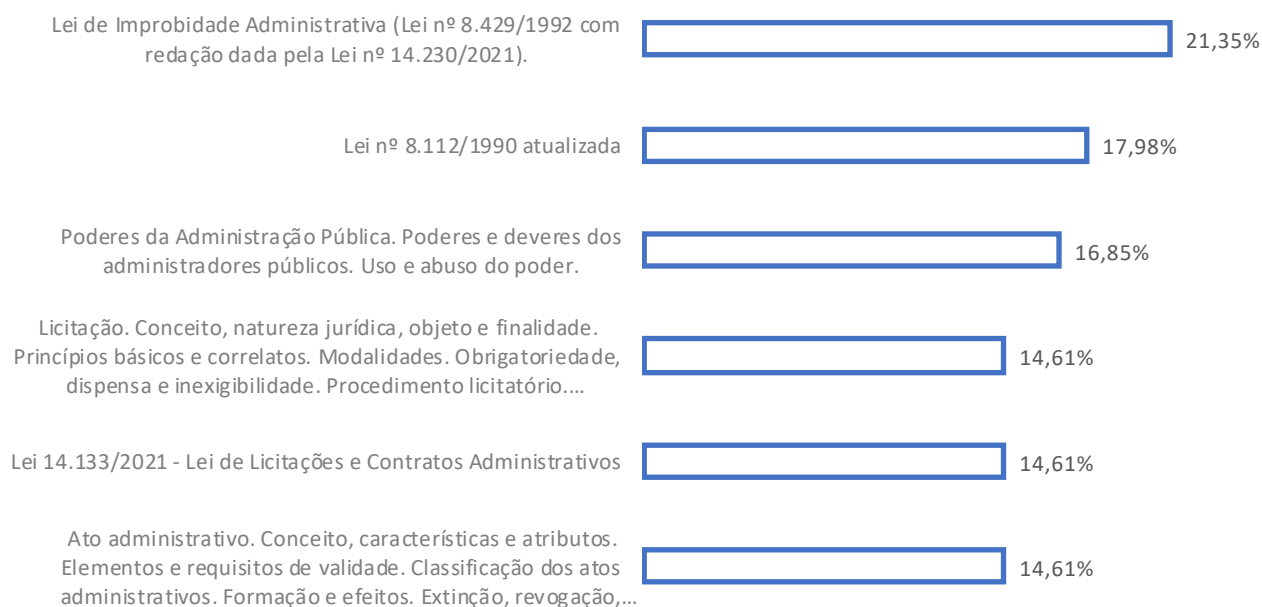 Lei de Improbidade Administrativa (Lei nº 8.429/1992 com
redação dada pela Lei nº 14.230/2021).
21,35%
Lei nº 8.112/1990 atualizada
17,98%
Poderes da Administração Pública. Poderes e deveres dos
administradores públicos. Uso e abuso do poder.
16,85%
Licitação. Conceito, natureza jurídica, objeto e finalidade.
Princípios básicos e correlatos. Modalidades. Obrigatoriedade,
dispensa e inexigibilidade. Procedimento licitatório....
14,61%
Lei 14.133/2021 - Lei de Licitações e Contratos Administrativos
14,61%
Ato administrativo. Conceito, características e atributos.
Elementos e requisitos de validade. Classificação dos atos
administrativos. Formação e efeitos. Extinção, revogação,...
14,61%